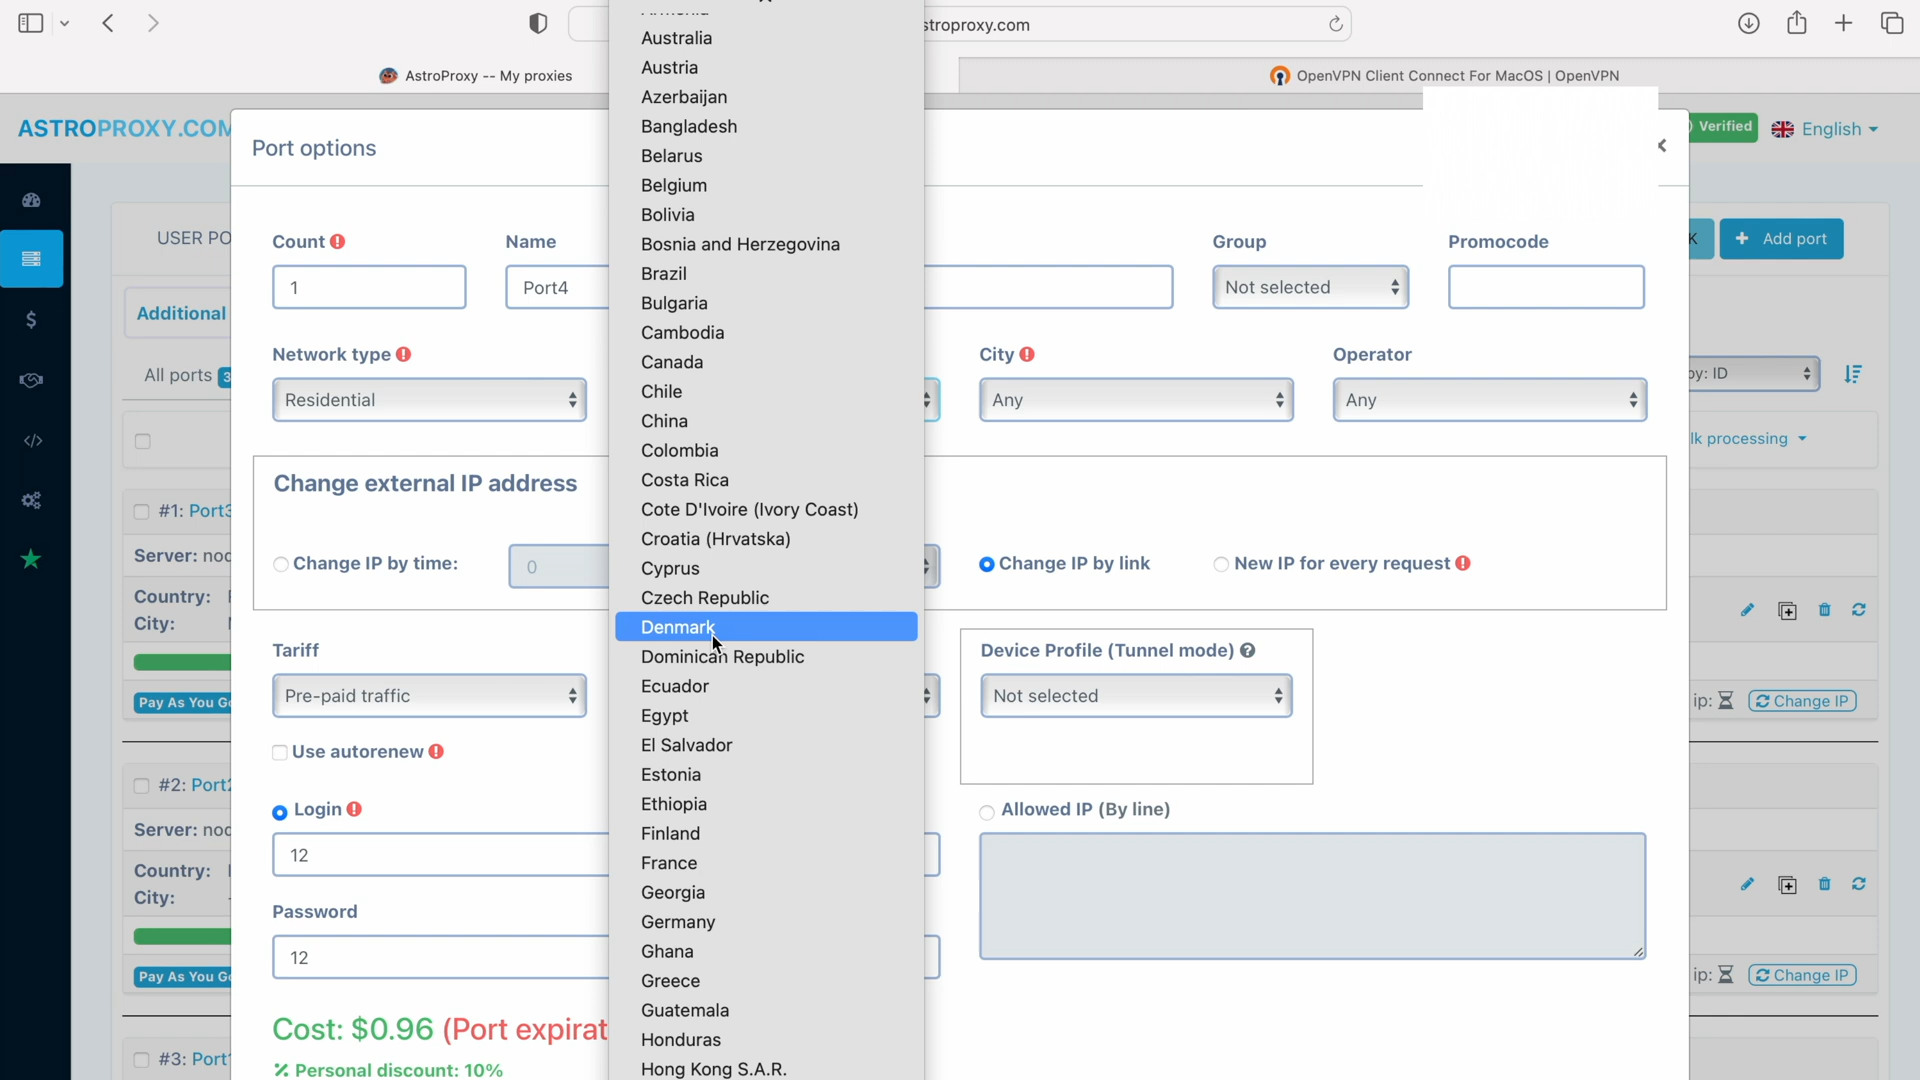 stroproxy.com
AstroProxy -- My proxies
OpenVPN Client Connect For MacOS | OpenVPN
ASTROPROXY.COM
Verified
English
Port options
USER PO
K
+ Add port
Count
Name
Group
Promocode
1
Port4
Not selected
Additional
Network type
City
Operator
All ports 3
by: ID
Residential
Any
Any
lk processing
Change external IP address
#1: Port3
Server: nod
Change IP by time:
0
Change IP by link
New IP for every request
Country:
City:
Tariff
Device Profile (Tunnel mode)
Pre-paid traffic
Not selected
Pay As You Go
ip:
Change IP
Use autorenew
#2: Port2
Login
Allowed IP (By line)
Server: nod
12
Country:
City:
Password
12
Pay As You Go
ip:
Change IP
Cost: $0.96 (Port expirat
#3: Port1
Personal discount: 10%
Australia
Austria
Azerbaijan
Bangladesh
Belarus
Belgium
Bolivia
Bosnia and Herzegovina
Brazil
Bulgaria
Cambodia
Canada
Chile
China
Colombia
Costa Rica
Cote D'Ivoire (Ivory Coast)
Croatia (Hrvatska)
Cyprus
Czech Republic
Denmark
Dominican Republic
Ecuador
Egypt
El Salvador
Estonia
Ethiopia
Finland
France
Georgia
Germany
Ghana
Greece
Guatemala
Honduras
Hong Kong S.A.R.